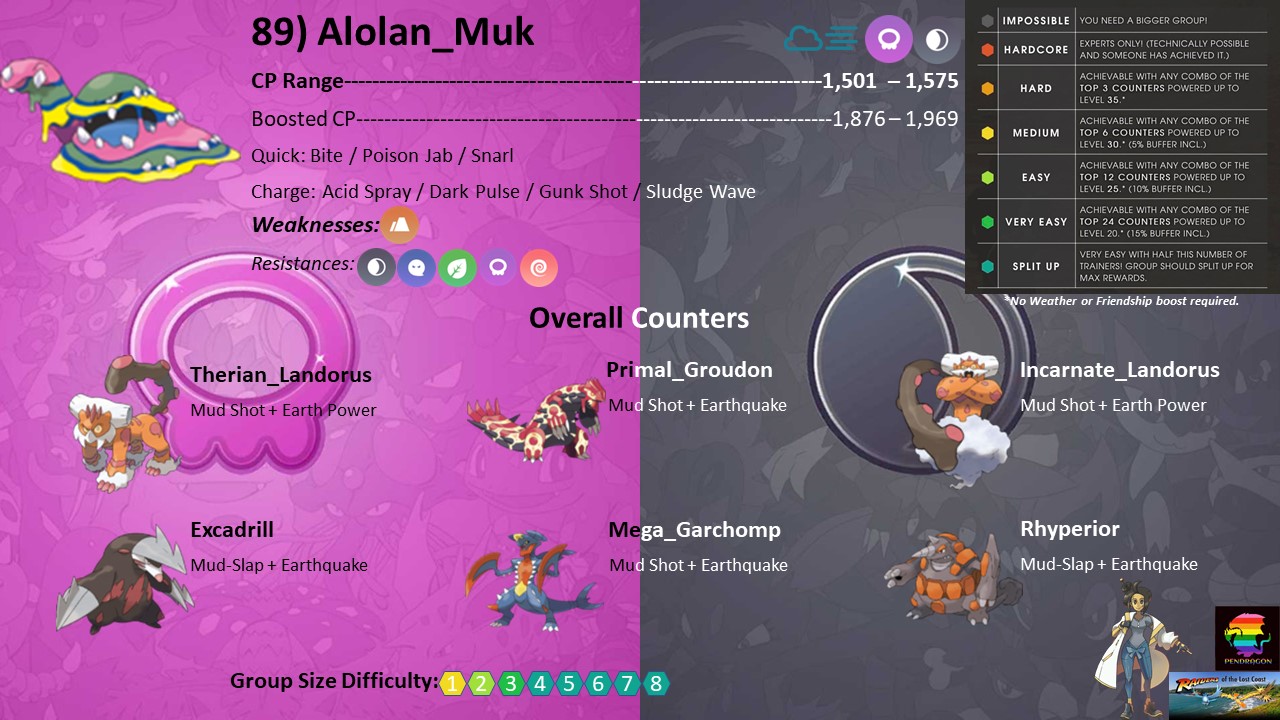 89) Alolan_Muk
CP Range---------------------------------------------------------------------1,501 – 1,575
Boosted CP---------------------------------------------------------------------1,876 – 1,969
Quick: Bite / Poison Jab / Snarl
Charge: Acid Spray / Dark Pulse / Gunk Shot / Sludge Wave
Weaknesses:
Resistances:
IMPOSSIBLE YOU NEED A BIGGER GROUP!
HARDCORE EXPERTS ONLY! (TECHNICALLY POSSIBLE
AND SOMEONE HAS ACHIEVED IT.)
HARD ACHIEVABLE WITH ANY COMBO OF THE
TOP 3 COUNTERS POWERED UP TO
LEVEL 35.*
MEDIUM ACHIEVABLE WITH ANY COMBO OF THE
TOP 6 COUNTERS POWERED UP TO
LEVEL 30.* (5% BUFFER INCL.)
EASY ACHIEVABLE WITH ANY COMBO OF THE
TOP 12 COUNTERS POWERED UP TO
LEVEL 25.* (10% BUFFER INCL.)
VERY EASY ACHIEVABLE WITH ANY COMBO OF THE
TOP 24 COUNTERS POWERED UP TO
LEVEL 20.* (15% BUFFER INCL.)
SPLIT UP VERY EASY WITH HALF THIS NUMBER OF
TRAINERS! GROUP SHOULD SPLIT UP FOR
MAX REWARDS.
*No Weather or Friendship boost required.
Overall Counters
Therian_Landorus
Mud Shot + Earth Power
Primal_Groudon
Mud Shot + Earthquake
Incarnate_Landorus
Mud Shot + Earth Power
Excadrill
Mud-Slap + Earthquake
Mega_Garchomp
Mud Shot + Earthquake
Rhyperior
Mud-Slap + Earthquake
Group Size Difficulty: 1 2 3 4 5 6 7 8
PENDRAGON
RAIDERS of the Lost Coast